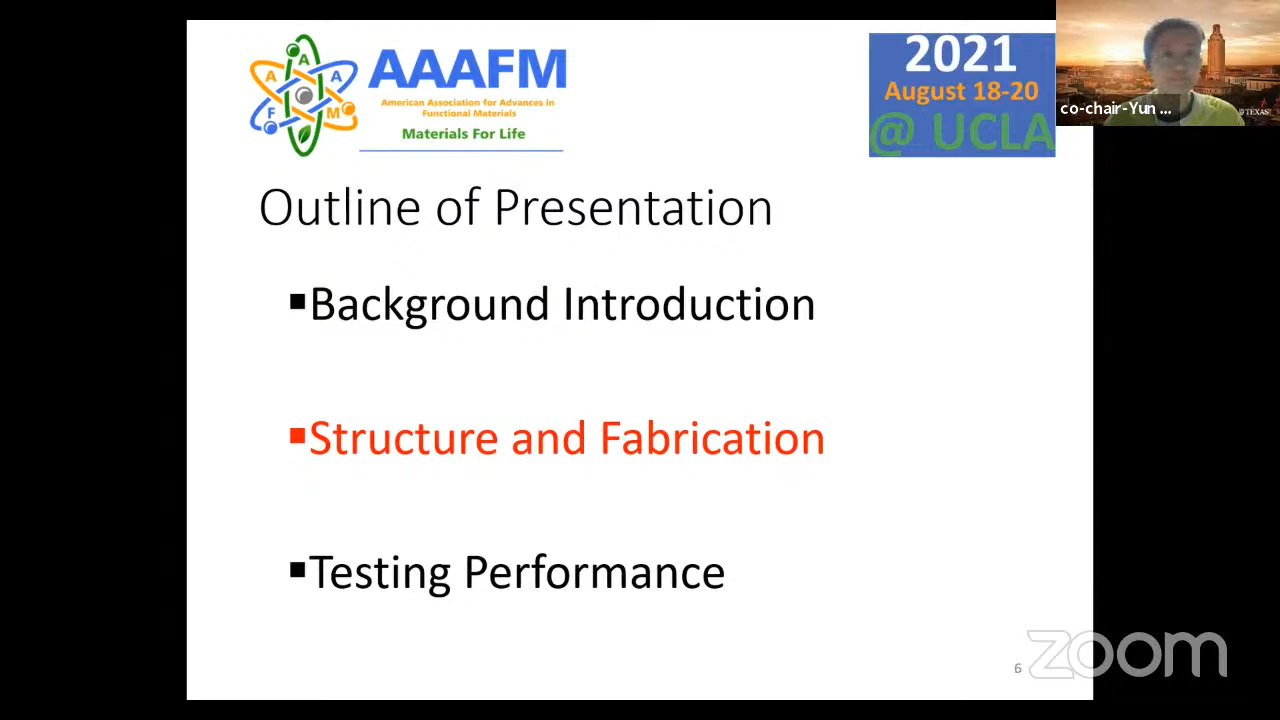 A
A
A
F
M
AAAFM
American Association for Advances in
Functional Materials
Materials For Life
2021
August 18-20
@ UCLA
co-chair-Yun ...
TEXAS
Outline of Presentation
▪Background Introduction
▪Structure and Fabrication
▪Testing Performance
6
zoom